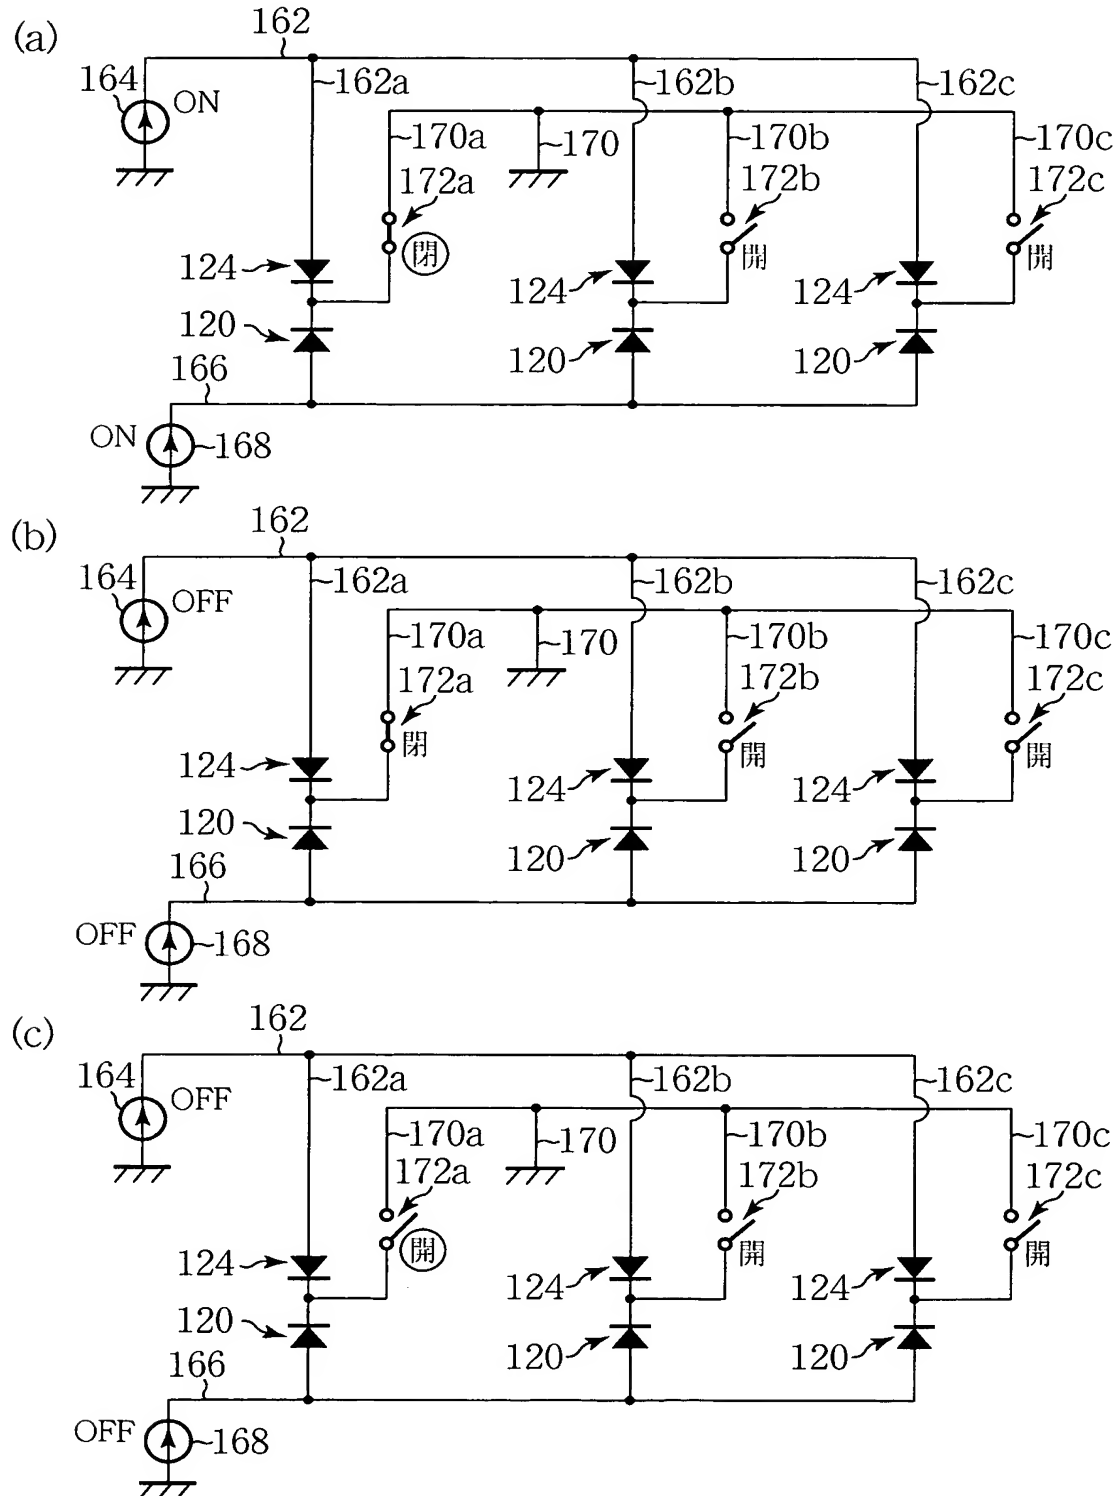 (a)
162
164 ON 162a 162b 162c
170a 170 170b 170c
172a 172b 172c
閉 開 開
124 124 124
120 120 120
166
ON 168
(b)
162
164 OFF 162a 162b 162c
170a 170 170b 170c
172a 172b 172c
閉 開 開
124 124 124
120 120 120
166
OFF 168
(c)
162
164 OFF 162a 162b 162c
170a 170 170b 170c
172a 172b 172c
開 開 開
124 124 124
120 120 120
166
OFF 168